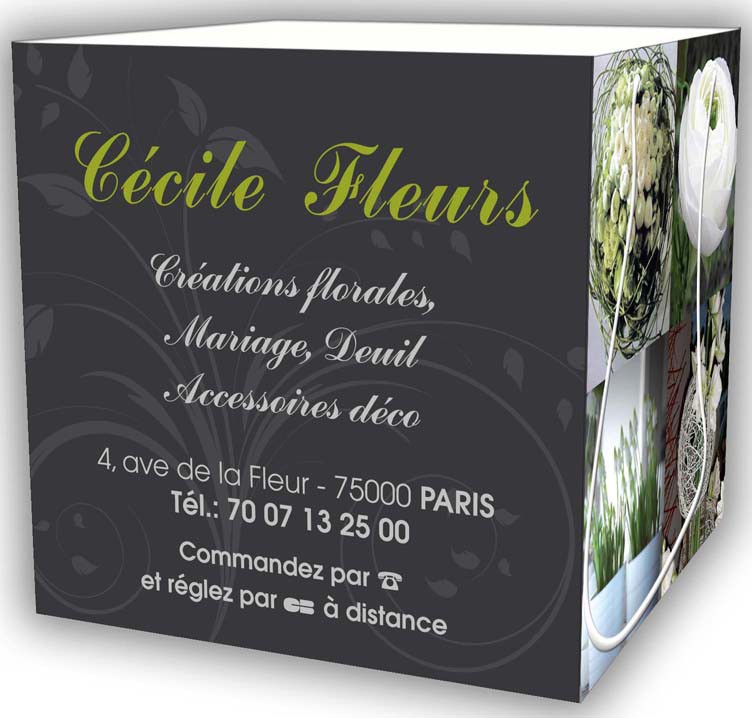 Cécile Fleurs
Créations florales,
Mariage, Deuil
Accessoires déco
4, ave de la Fleur - 75000 PARIS
Tél.: 70 07 13 25 00
Commandez par ☎
et réglez par à distance